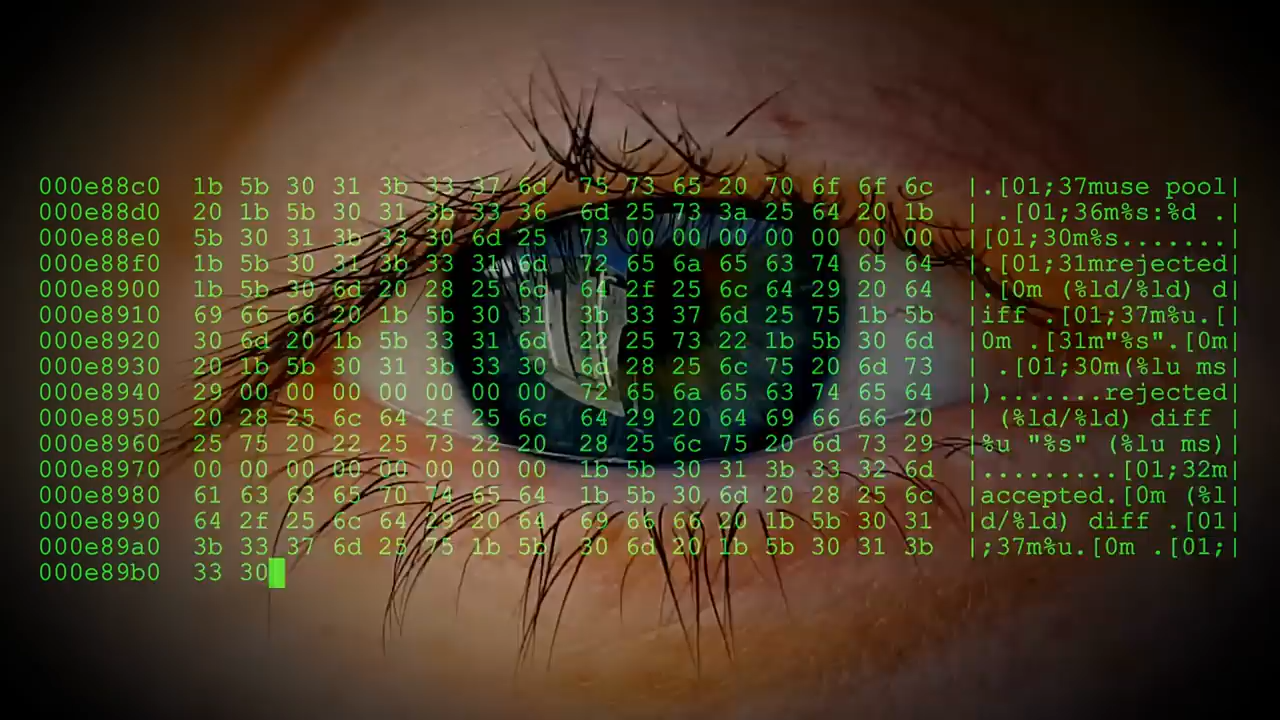 000e88c0 1b 5b 30 31 3b 33 37 6d 75 73 65 20 70 6f 6f 6c |.[01;37muse pool|
000e88d0 20 1b 5b 30 31 3b 33 36 6d 25 73 3a 25 64 20 1b | .[01;36m%s:%d .|
000e88e0 5b 30 31 3b 33 30 6d 25 73 00 00 00 00 00 00 00 |[01;30m%s.......|
000e88f0 1b 5b 30 31 3b 33 31 6d 72 65 6a 65 63 74 65 64 |.[01;31mrejected|
000e8900 1b 5b 30 6d 20 28 25 6c 64 2f 25 6c 64 29 20 64 |.[0m (%ld/%ld) d|
000e8910 69 66 66 20 1b 5b 30 31 3b 33 37 6d 25 75 1b 5b |iff .[01;37m%u.[|
000e8920 30 6d 20 1b 5b 33 31 6d 22 25 73 22 1b 5b 30 6d |0m .[31m"%s".[0m|
000e8930 20 1b 5b 30 31 3b 33 30 6d 28 25 6c 75 20 6d 73 | .[01;30m(%lu ms|
000e8940 29 00 00 00 00 00 00 00 72 65 6a 65 63 74 65 64 |).......rejected|
000e8950 20 28 25 6c 64 2f 25 6c 64 29 20 64 69 66 66 20 | (%ld/%ld) diff |
000e8960 25 75 20 22 25 73 22 20 28 25 6c 75 20 6d 73 29 |%u "%s" (%lu ms)|
000e8970 00 00 00 00 00 00 00 00 1b 5b 30 31 3b 33 32 6d |.........[01;32m|
000e8980 61 63 63 65 70 74 65 64 1b 5b 30 6d 20 28 25 6c |accepted.[0m (%l|
000e8990 64 2f 25 6c 64 29 20 64 69 66 66 20 1b 5b 30 31 |d/%ld) diff .[01|
000e89a0 3b 33 37 6d 25 75 1b 5b 30 6d 20 1b 5b 30 31 3b |;37m%u.[0m .[01;|
000e89b0 33 30